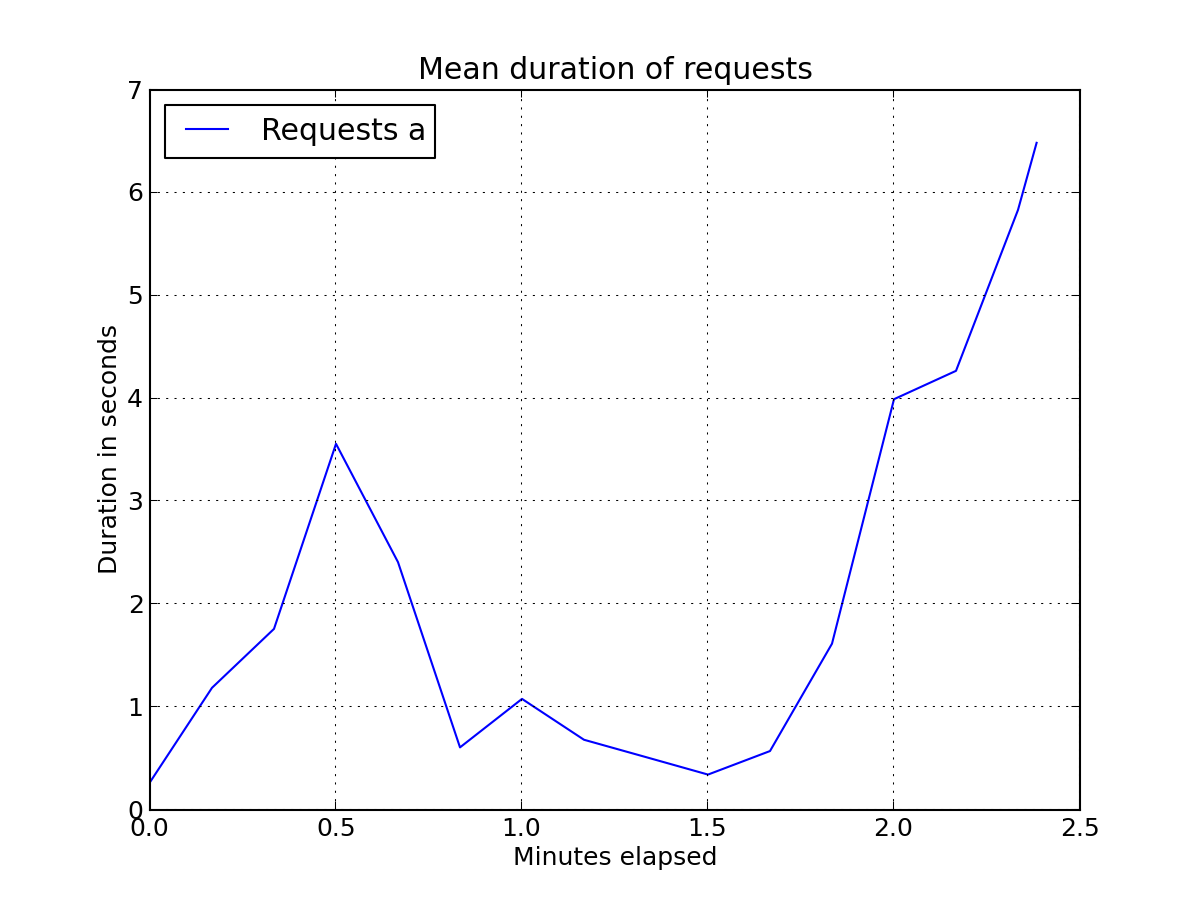 Mean duration of requests
Requests a
7
6
5
4
3
2
1
0
Duration in seconds
0.0 0.5 1.0 1.5 2.0 2.5
Minutes elapsed